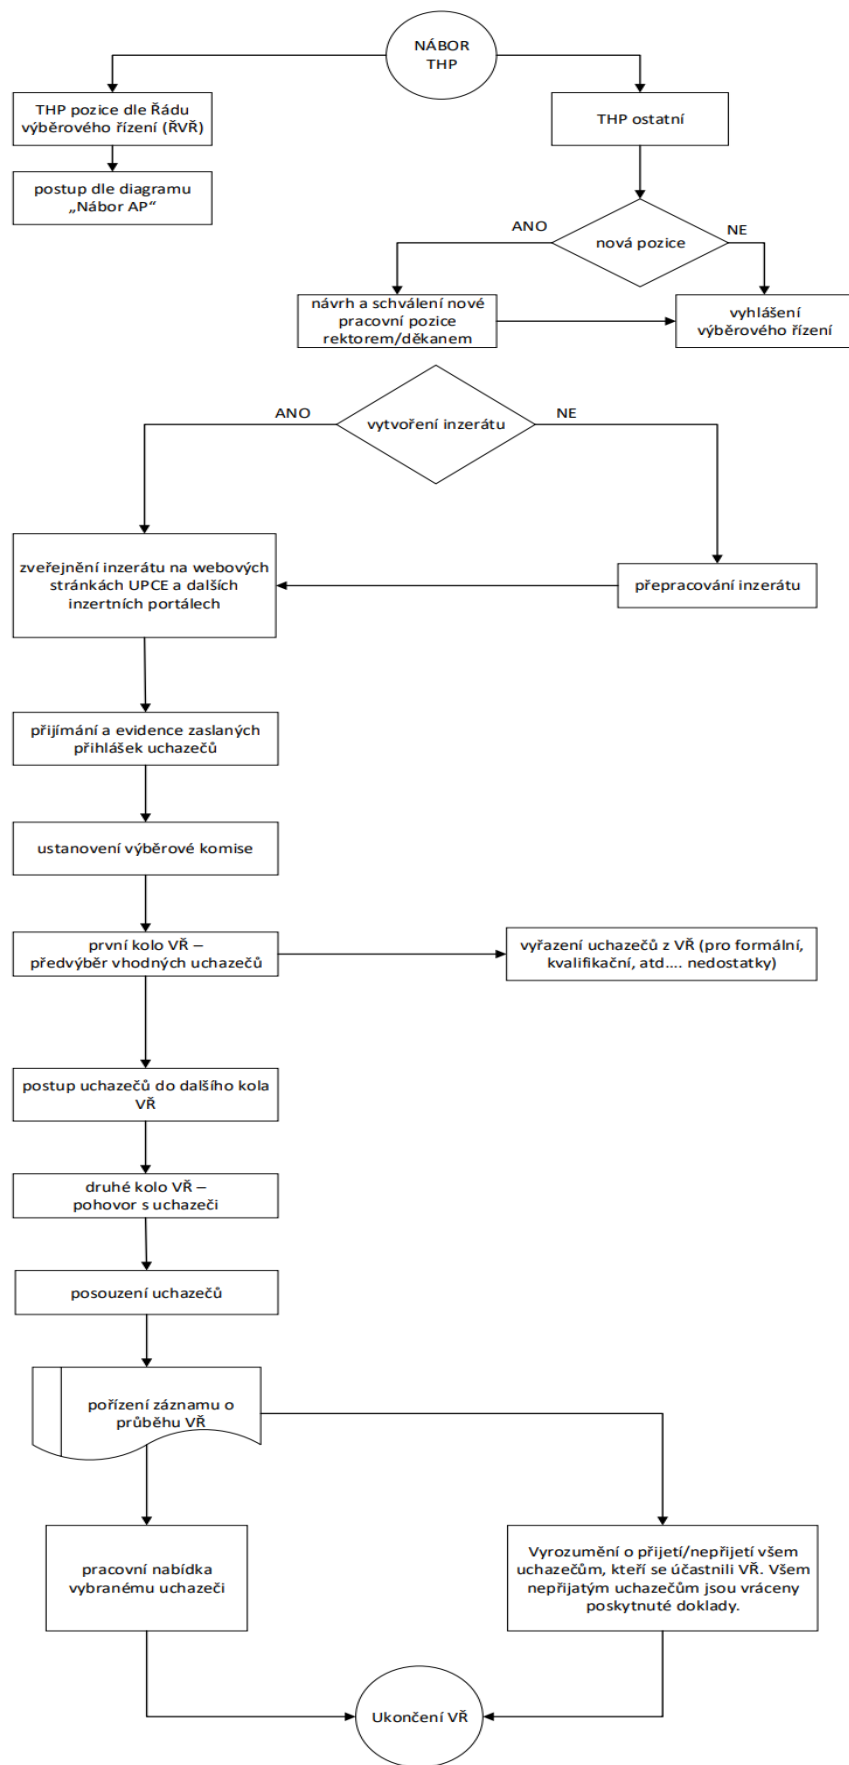 NÁBOR
THP
THP pozice dle Řádu
výběrového řízení (ŘVŘ)
THP ostatní
postup dle diagramu
„Nábor AP“
ANO
NE
nová pozice
návrh a schválení nové
pracovní pozice
rektorem/děkanem
vyhlášení
výběrového řízení
ANO
NE
vytvoření inzerátu
zveřejnění inzerátu na webových
stránkách UPCE a dalších
inzertních portálech
přepracování inzerátu
přijímání a evidence zaslaných
přihlášek uchazečů
ustanovení výběrové komise
první kolo VŘ –
předvýběr vhodných uchazečů
vyřazení uchazečů z VŘ (pro formální,
kvalifikační, atd.... nedostatky)
postup uchazečů do dalšího kola
VŘ
druhé kolo VŘ –
pohovor s uchazeči
posouzení uchazečů
pořízení záznamu o
průběhu VŘ
pracovní nabídka
vybranému uchazeči
Vyrozumění o přijetí/nepřijetí všem
uchazečům, kteří se účastnili VŘ. Všem
nepřijatým uchazečům jsou vráceny
poskytnuté doklady.
Ukončení VŘ